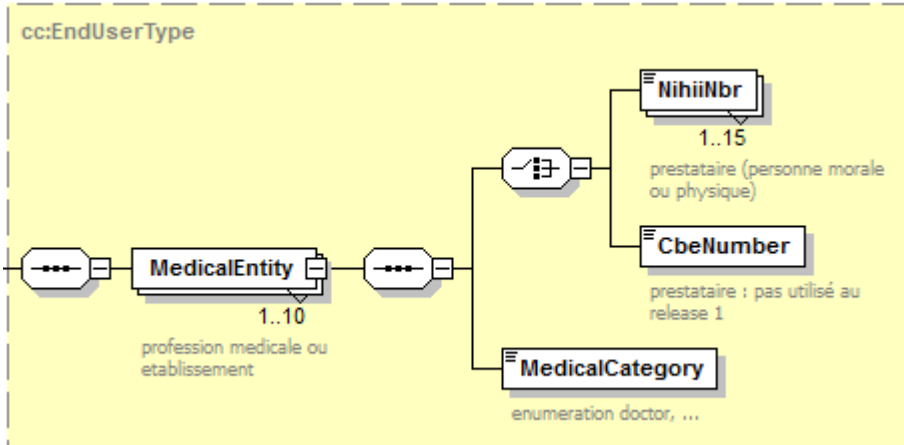 cc:EndUserType
NihiiNbr
1..15
prestataire (personne morale
ou physique)
CbeNumber
prestataire : pas utilisé au
release 1
MedicalEntity
1..10
profession medicale ou
etablissement
MedicalCategory
enumeration doctor, ...